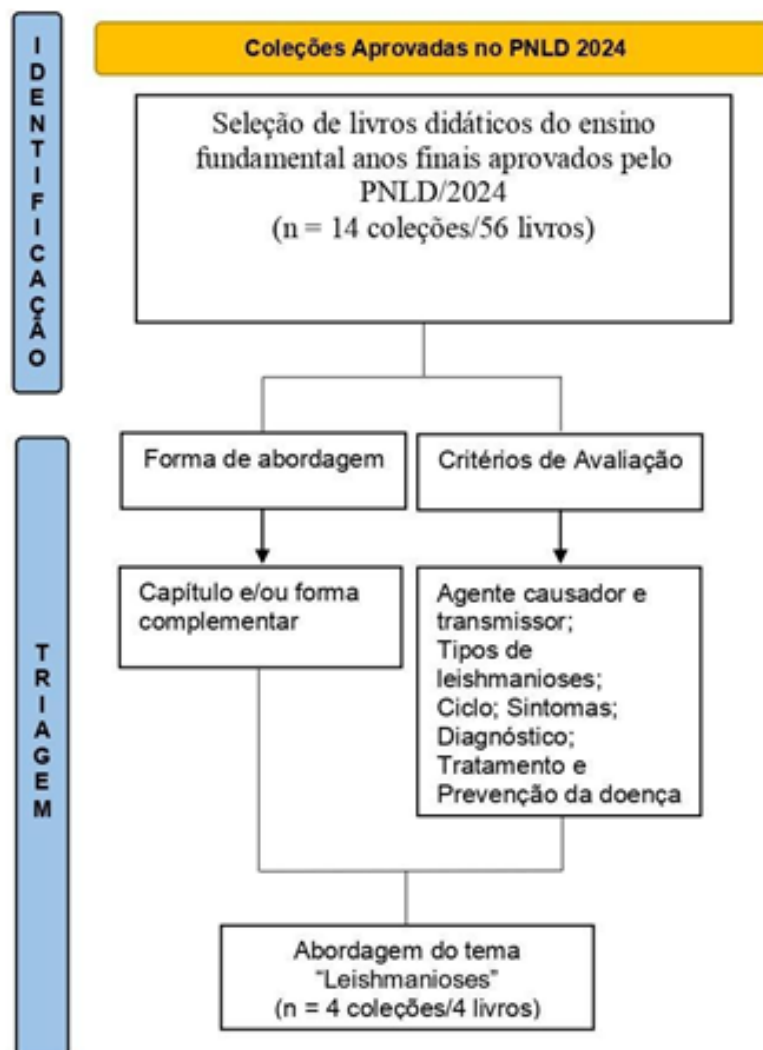 IDENTIFICAÇÃO
Coleções Aprovadas no PNLD 2024
Seleção de livros didáticos do ensino
fundamental anos finais aprovados pelo
PNLD/2024
(n = 14 coleções/56 livros)
TRIAGEM
Forma de abordagem
Critérios de Avaliação
Capítulo e/ou forma
complementar
Agente causador e
transmissor;
Tipos de
leishmanioses;
Ciclo; Sintomas;
Diagnóstico;
Tratamento e
Prevenção da doença
Abordagem do tema
“Leishmanioses”
(n = 4 coleções/4 livros)